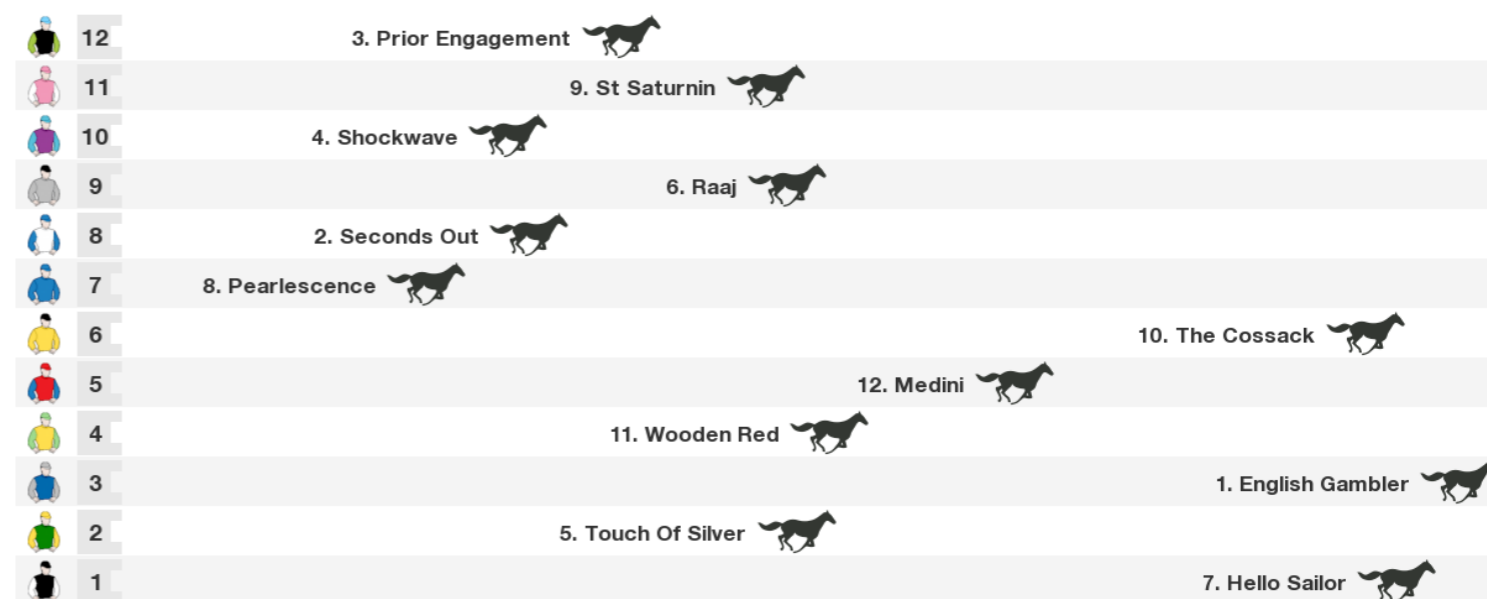 12 3. Prior Engagement
11 9. St Saturnin
10 4. Shockwave
9 6. Raaj
8 2. Seconds Out
7 8. Pearlescence
6 10. The Cossack
5 12. Medini
4 11. Wooden Red
3 1. English Gambler
2 5. Touch Of Silver
1 7. Hello Sailor